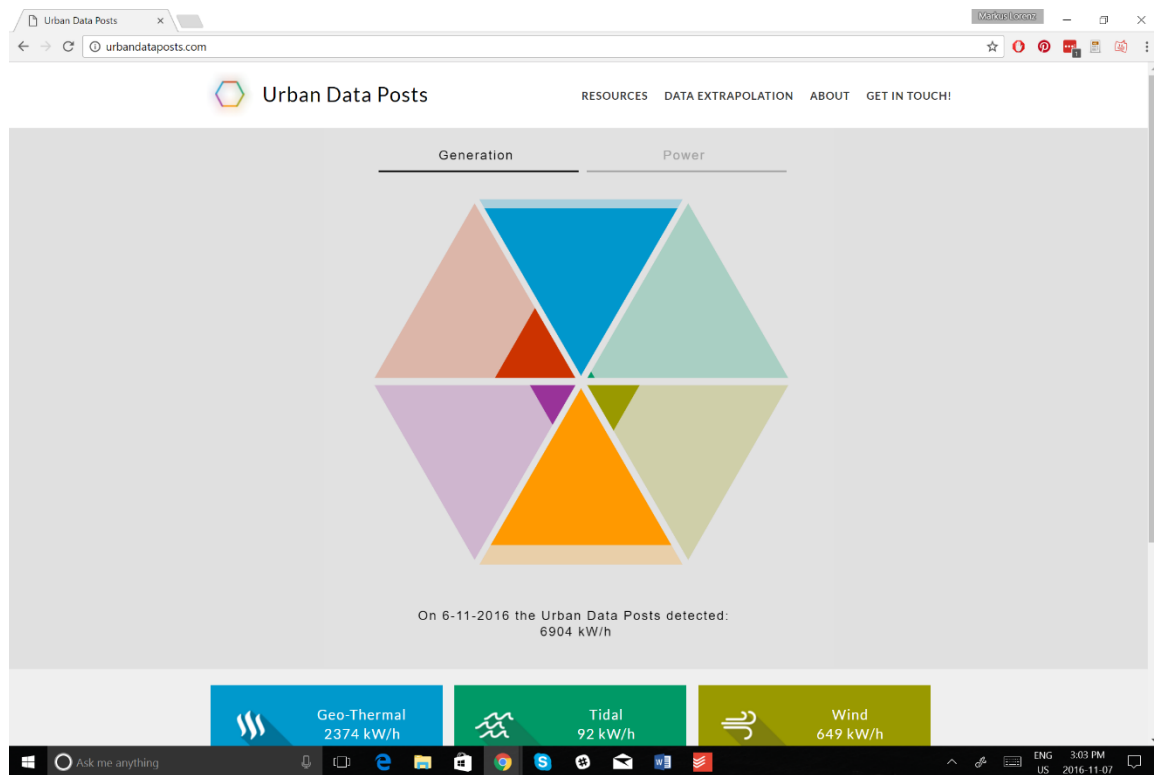 Urban Data Posts
Markus Lorenz
urbandataposts.com
1
Urban Data Posts
RESOURCES DATA EXTRAPOLATION ABOUT GET IN TOUCH!
Generation Power
On 6-11-2016 the Urban Data Posts detected:
6904 kW/h
Geo-Thermal
2374 kW/h
Tidal
92 kW/h
Wind
649 kW/h
Ask me anything
ENG
US
3:03 PM
2016-11-07